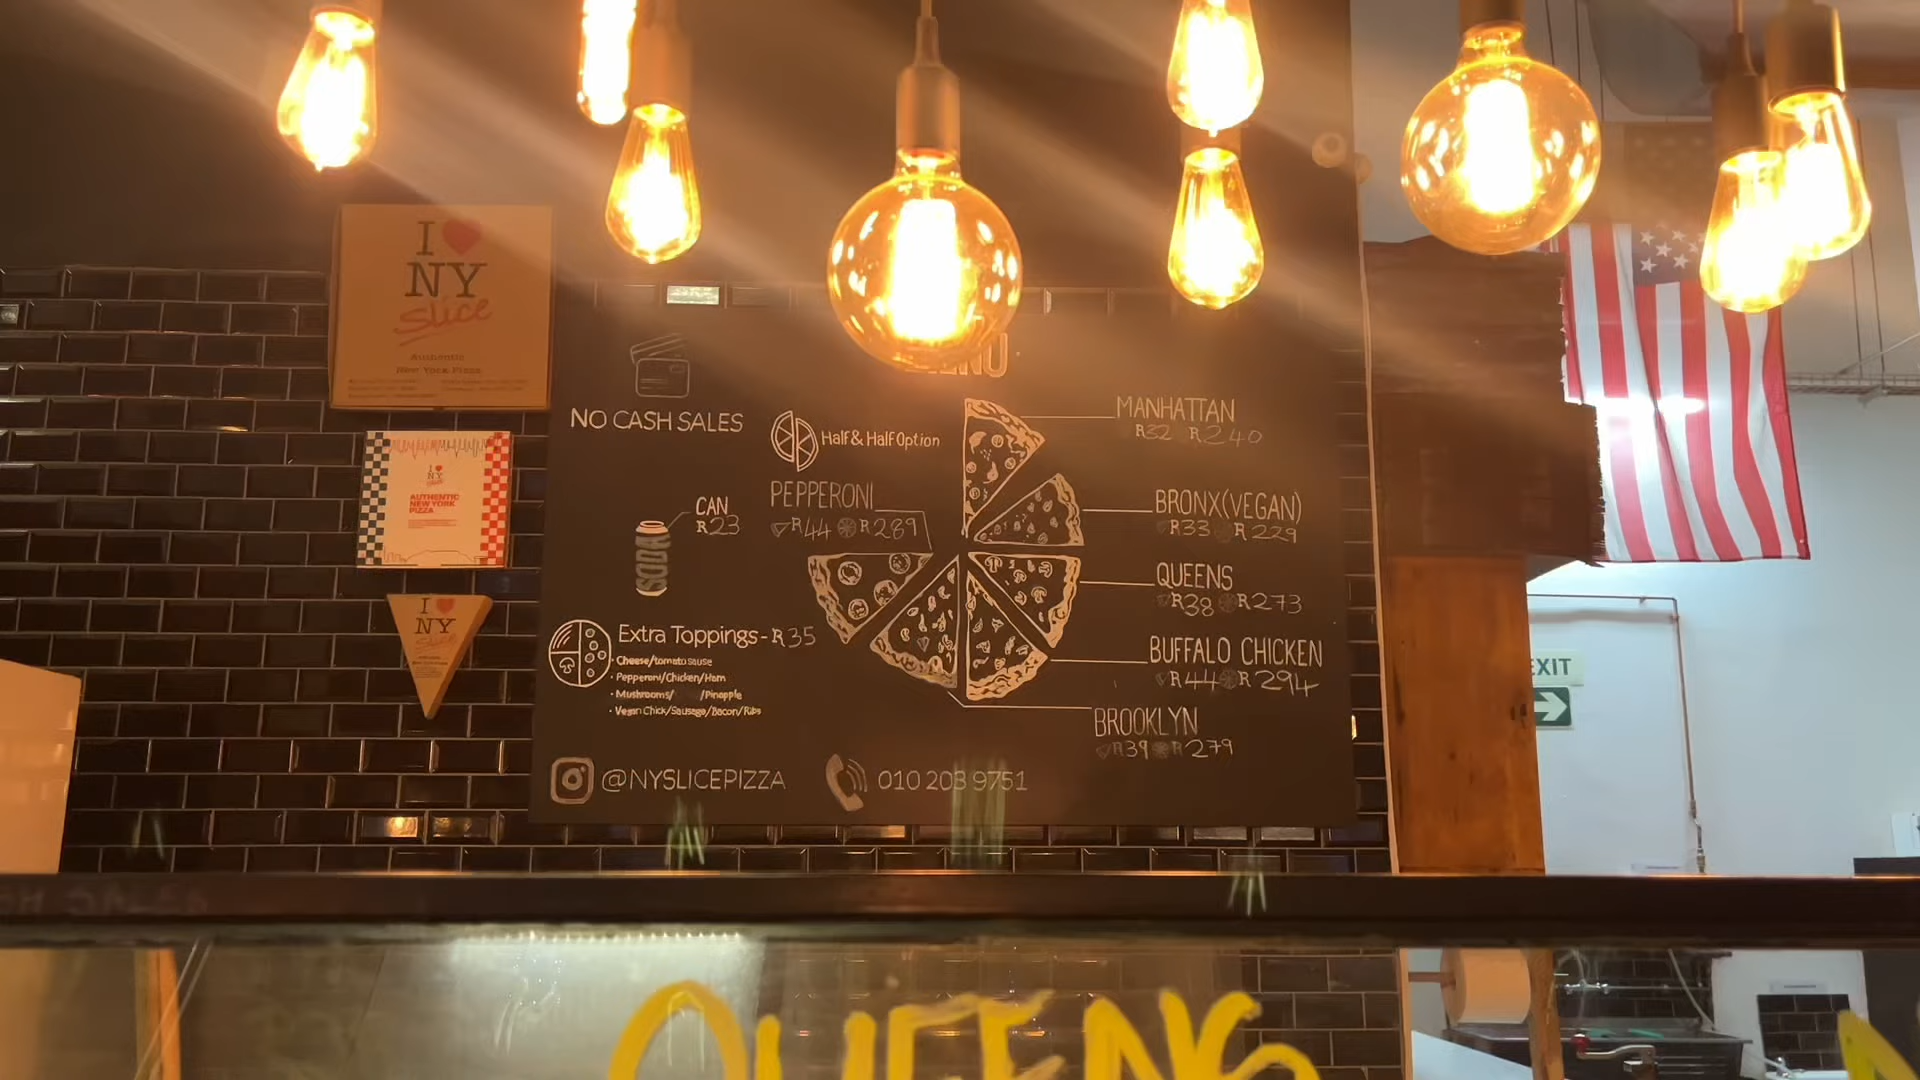 I ❤ NY
Slice
Authentic
New York Pizza
I ❤
NY
AUTHENTIC
NEW YORK
PIZZA
I ❤
NY
NO CASH SALES
Half & Half Option
MANHATTAN
R32 R240
PEPPERONI
R44 R289
CAN
R23
SODA
BRONX (VEGAN)
R33 R229
QUEENS
R38 R273
Extra Toppings - R35
· Cheese/tomato sause
· Pepperoni/Chicken/Ham
· Mushrooms/ /Pinapple
· Vegan Chick/Sausage/Bacon/Ribs
BUFFALO CHICKEN
R44 R294
BROOKLYN
R39 R279
@NYSLICEPIZZA
010 203 9751
EXIT
QUEENS